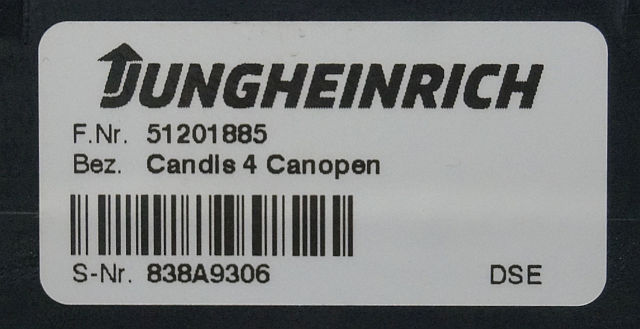 JUNGHEINRICH
F.Nr. 51201885
Bez. Candis 4 Canopen
S-Nr. 838A9306 DSE